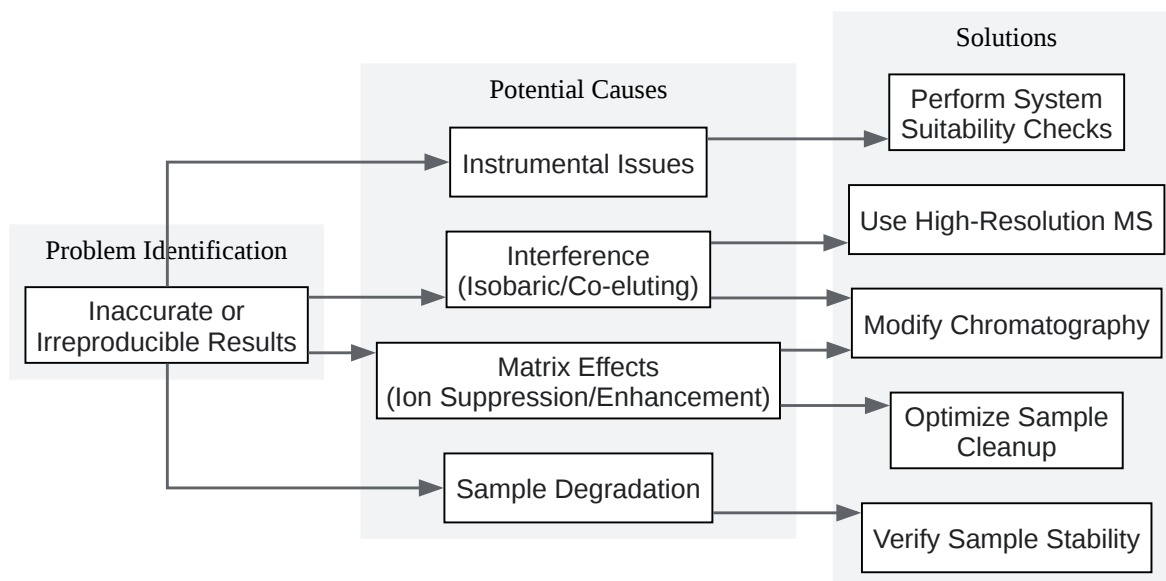 Problem Identification
Inaccurate or
Irreproducible Results
Potential Causes
Instrumental Issues
Interference
(Isobaric/Co-eluting)
Matrix Effects
(Ion Suppression/Enhancement)
Sample Degradation
Solutions
Perform System
Suitability Checks
Use High-Resolution MS
Modify Chromatography
Optimize Sample
Cleanup
Verify Sample Stability